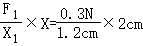 F₁/X₁ × X = 0.3N/1.2cm × 2cm